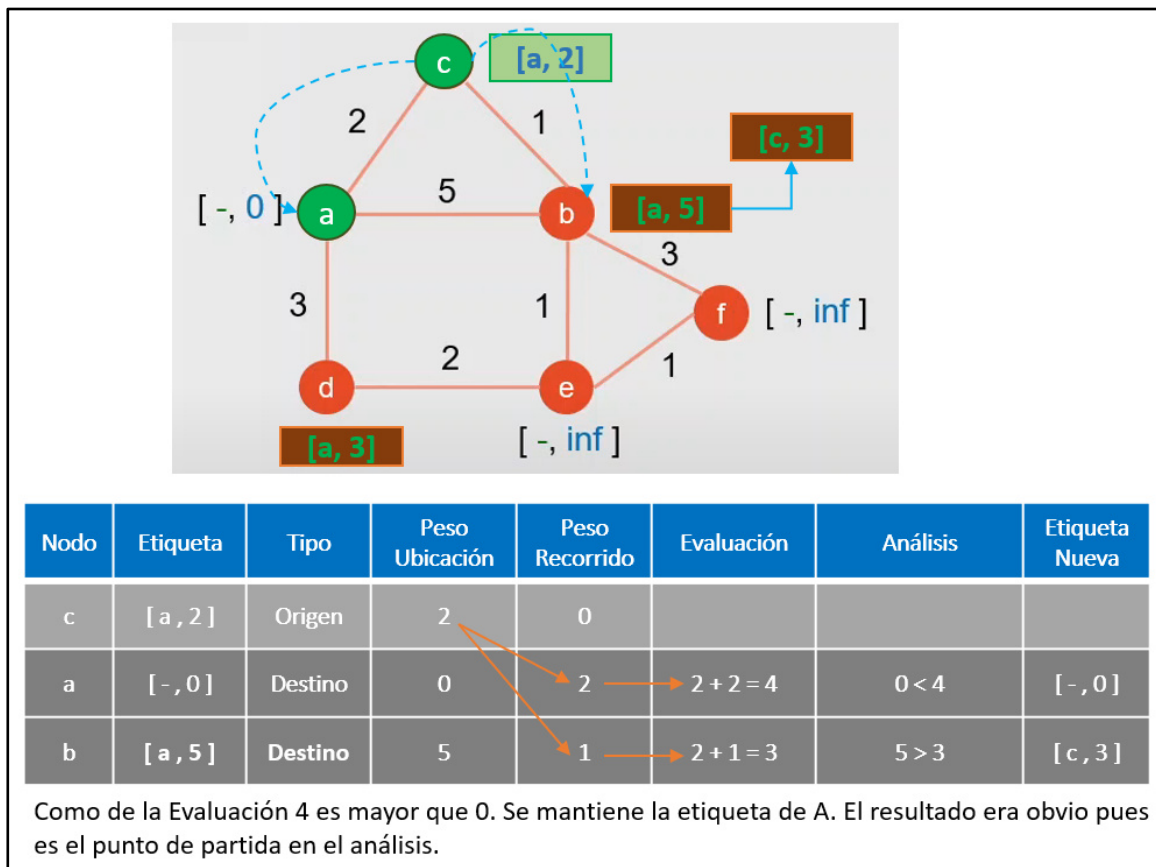 c
[a, 2]
2
1
[c, 3]
[ -, 0 ]
a
5
b
[a, 5]
3
3
1
f
[ -, inf ]
1
d
2
e
[a, 3]
[ -, inf ]
Nodo Etiqueta Tipo Peso Ubicación Peso Recorrido Evaluación Análisis Etiqueta Nueva
c [ a , 2 ] Origen 2 0
a [ - , 0 ] Destino 0 2 2 + 2 = 4 0 < 4 [ - , 0 ]
b [ a , 5 ] Destino 5 1 2 + 1 = 3 5 > 3 [ c , 3 ]
Como de la Evaluación 4 es mayor que 0. Se mantiene la etiqueta de A. El resultado era obvio pues
es el punto de partida en el análisis.